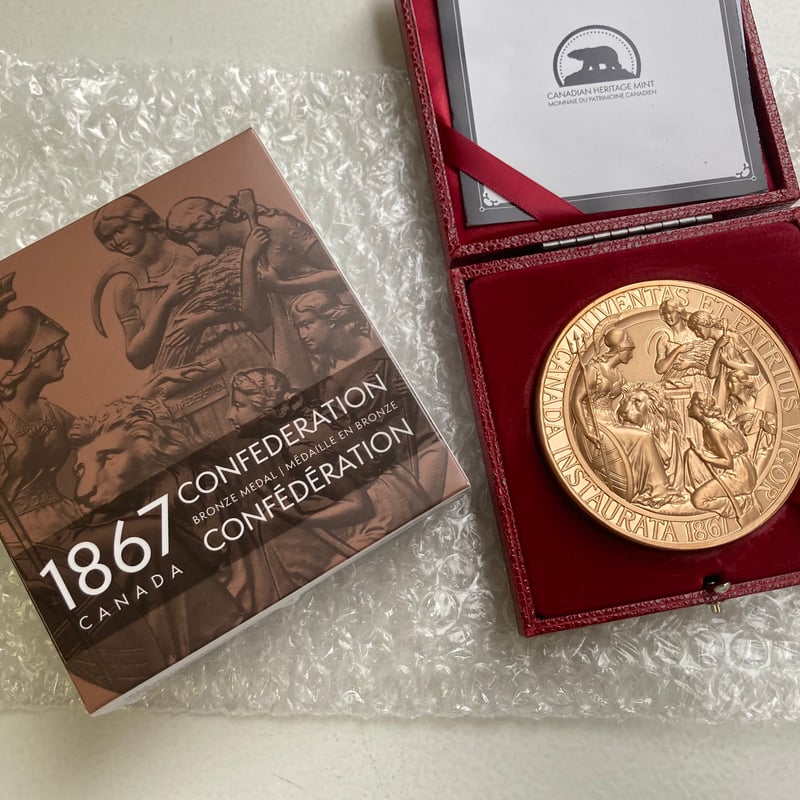 1867 CONFEDERATION
BRONZE MEDAL | MÉDAILLE EN BRONZE
CANADA CONFÉDÉRATION
CANADIAN HERITAGE MINT
MONNAIE DU PATRIMOINE CANADIEN
JUVENTAS ET PATRIUS VIGOR
CANADA INSTAURATA 1867